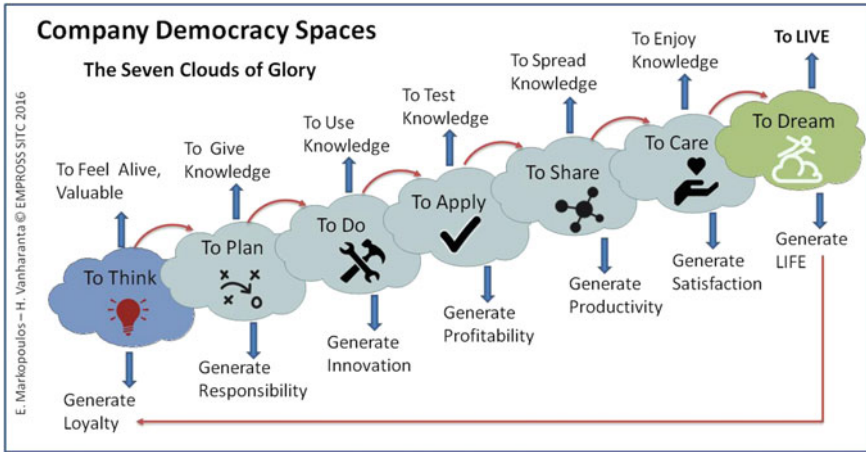 Company Democracy Spaces
The Seven Clouds of Glory
E. Markopoulos – H. Vanharanta © EMPROSS SITC 2016
To Feel Alive,
Valuable
To Give
Knowledge
To Use
Knowledge
To Test
Knowledge
To Spread
Knowledge
To Enjoy
Knowledge
To LIVE
To Think
To Plan
To Do
To Apply
To Share
To Care
To Dream
Generate
Loyalty
Generate
Responsibility
Generate
Innovation
Generate
Profitability
Generate
Productivity
Generate
Satisfaction
Generate
LIFE